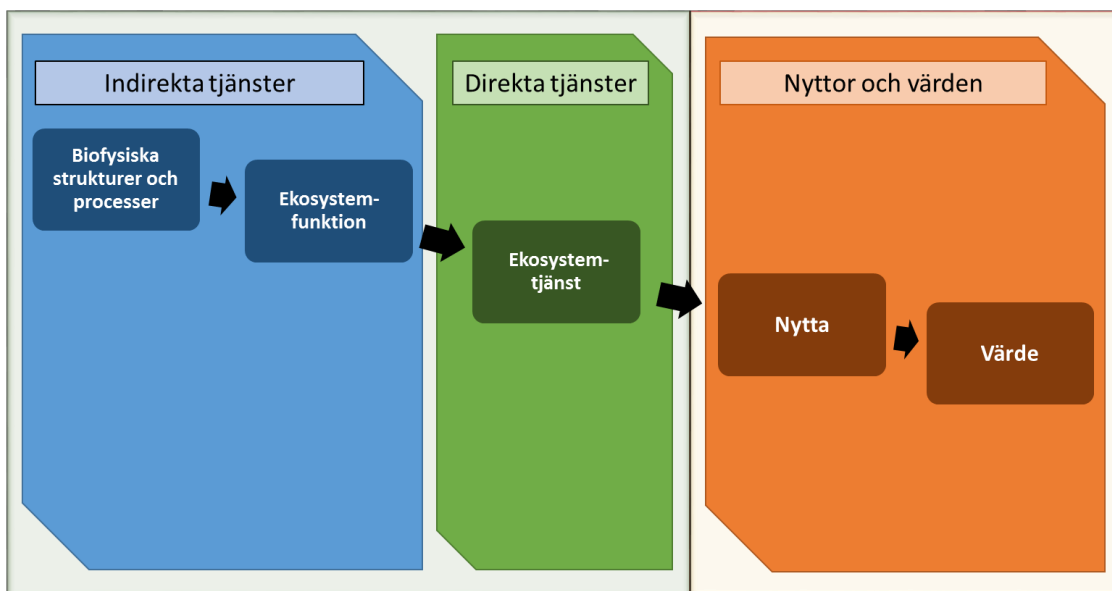 Indirekta tjänster
Direkta tjänster
Nyttor och värden
Biofysiska
strukturer och
processer
Ekosystem-
funktion
Ekosystem-
tjänst
Nytta
Värde